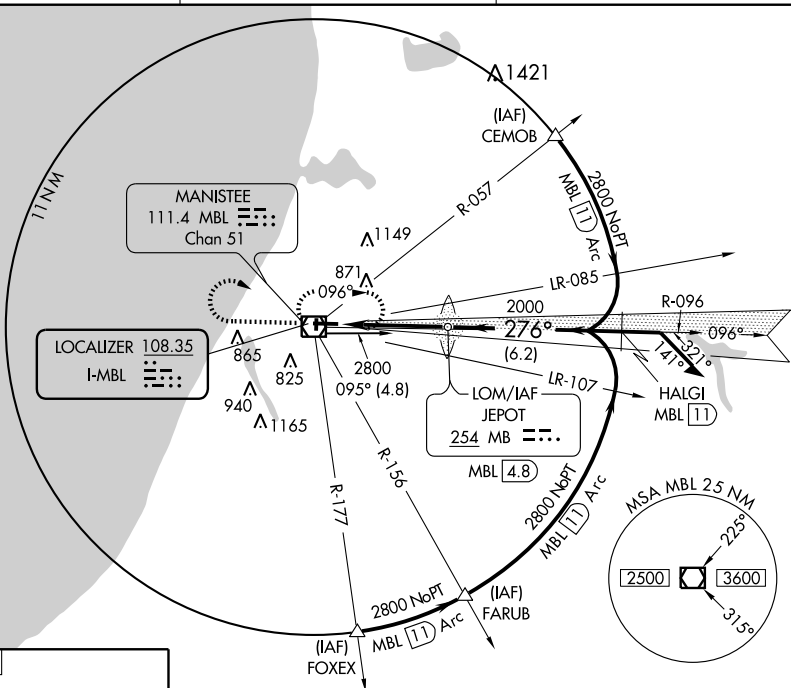 1421
(IAF)
CEMOB
11 NM
MANISTEE
111.4 MBL
Chan 51
R-057
2800 NoPT
MBL 11 Arc
1149
871
096°
LR-085
2000
R-096
276°
096°
(6.2)
321°
141°
LOCALIZER 108.35
I-MBL
865
825
940
1165
2800
095° (4.8)
LR-107
HALGI
MBL 11
LOM/IAF
JEPOT
254 MB
MBL 4.8
R-177
R-156
2800 NoPT
MBL 11 Arc
MSA MBL 25 NM
225°
2500
3600
315°
2800 NoPT
MBL 11 Arc
(IAF)
FARUB
(IAF)
FOXEX